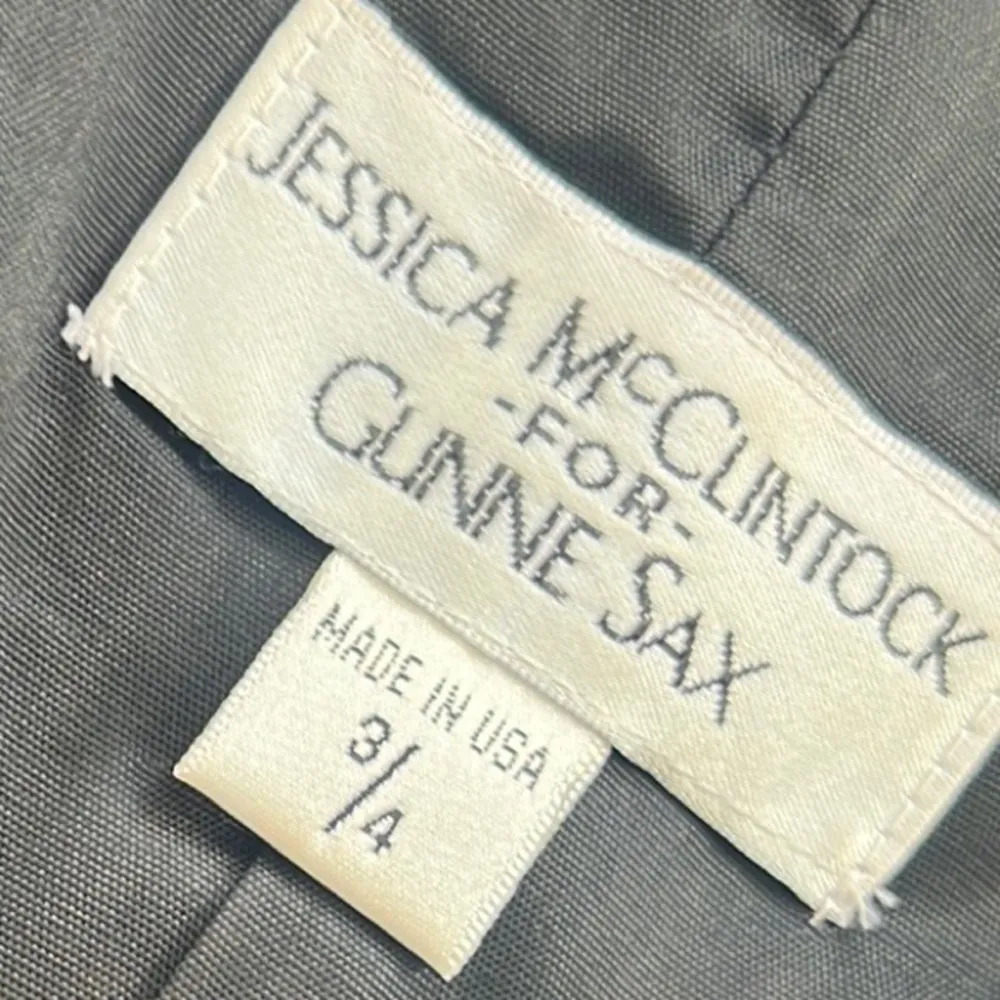 JESSICA McCLINTOCK
-FOR-
GUNNE SAX
MADE IN USA
3/4